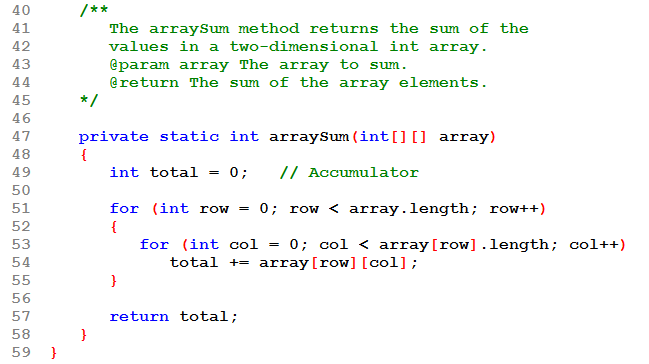 40 /**
41 The arraySum method returns the sum of the
42 values in a two-dimensional int array.
43 @param array The array to sum.
44 @return The sum of the array elements.
45 */
46
47 private static int arraySum(int[][] array)
48 {
49 int total = 0; // Accumulator
50
51 for (int row = 0; row < array.length; row++)
52 {
53 for (int col = 0; col < array[row].length; col++)
54 total += array[row][col];
55 }
56
57 return total;
58 }
59 }